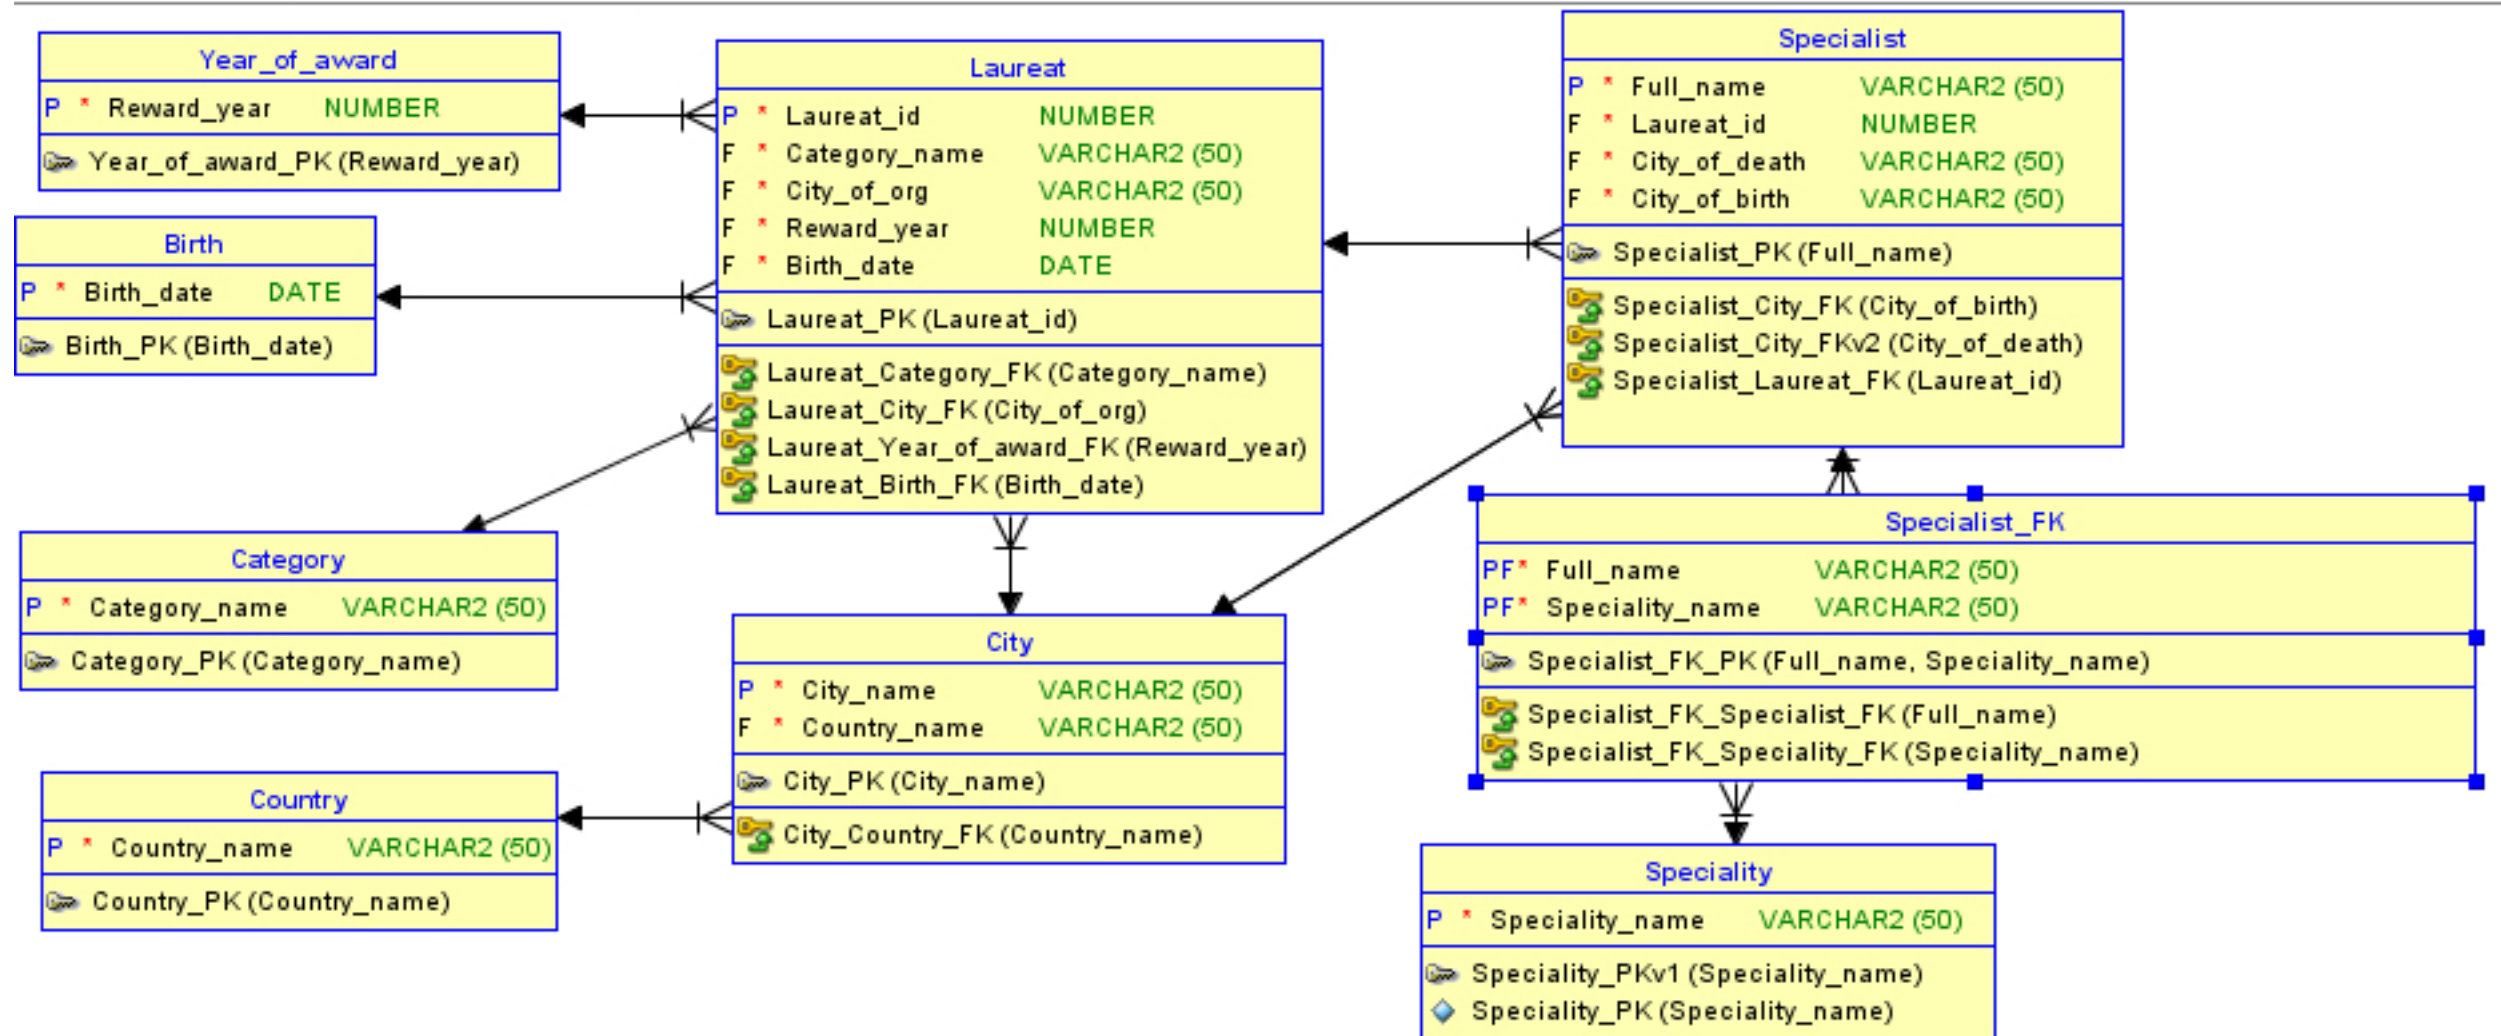 Year_of_award
P * Reward_year NUMBER
Year_of_award_PK (Reward_year)
Birth
P * Birth_date DATE
Birth_PK (Birth_date)
Laureat
P * Laureat_id NUMBER
F * Category_name VARCHAR2 (50)
F * City_of_org VARCHAR2 (50)
F * Reward_year NUMBER
F * Birth_date DATE
Laureat_PK (Laureat_id)
Laureat_Category_FK (Category_name)
Laureat_City_FK (City_of_org)
Laureat_Year_of_award_FK (Reward_year)
Laureat_Birth_FK (Birth_date)
Specialist
P * Full_name VARCHAR2 (50)
F * Laureat_id NUMBER
F * City_of_death VARCHAR2 (50)
F * City_of_birth VARCHAR2 (50)
Specialist_PK (Full_name)
Specialist_City_FK (City_of_birth)
Specialist_City_FKv2 (City_of_death)
Specialist_Laureat_FK (Laureat_id)
Category
P * Category_name VARCHAR2 (50)
Category_PK (Category_name)
City
P * City_name VARCHAR2 (50)
F * Country_name VARCHAR2 (50)
City_PK (City_name)
City_Country_FK (Country_name)
Specialist_FK
PF* Full_name VARCHAR2 (50)
PF* Speciality_name VARCHAR2 (50)
Specialist_FK_PK (Full_name, Speciality_name)
Specialist_FK_Specialist_FK (Full_name)
Specialist_FK_Speciality_FK (Speciality_name)
Country
P * Country_name VARCHAR2 (50)
Country_PK (Country_name)
Speciality
P * Speciality_name VARCHAR2 (50)
Speciality_PKv1 (Speciality_name)
Speciality_PK (Speciality_name)